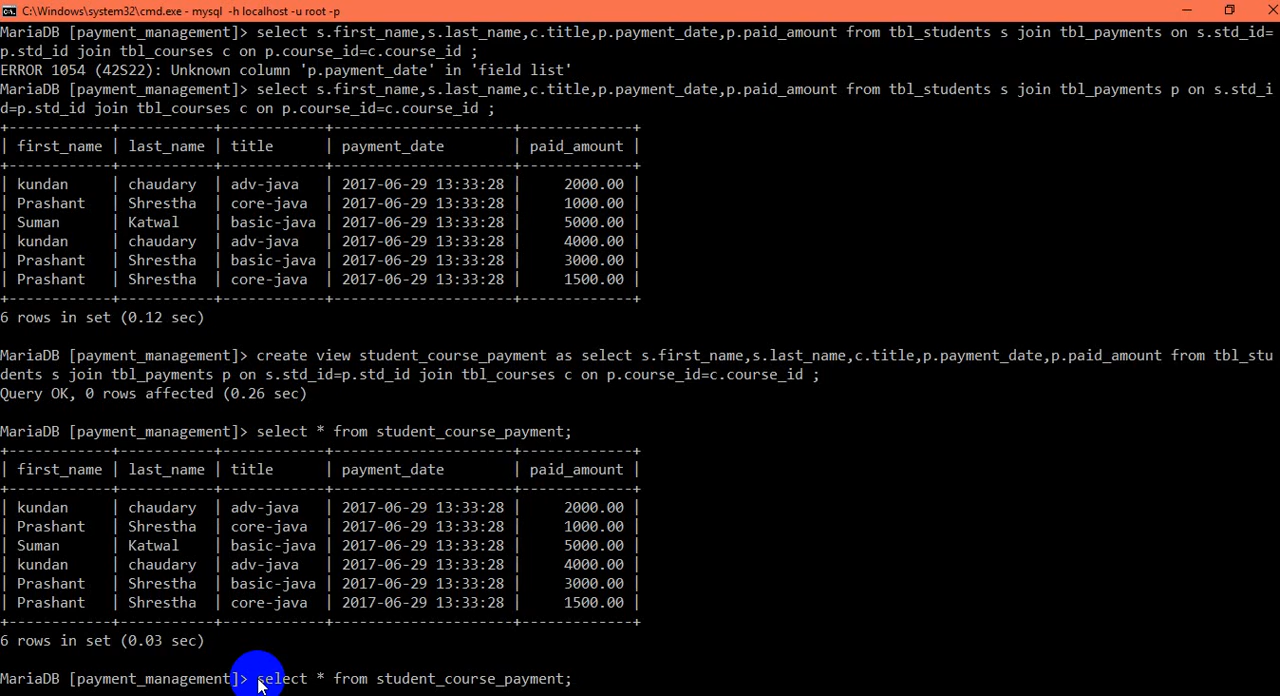 C:\Windows\system32\cmd.exe - mysql -h localhost -u root -p
MariaDB [payment_management]> select s.first_name,s.last_name,c.title,p.payment_date,p.paid_amount from tbl_students s join tbl_payments on s.std_id=
p.std_id join tbl_courses c on p.course_id=c.course_id ;
ERROR 1054 (42S22): Unknown column 'p.payment_date' in 'field list'
MariaDB [payment_management]> select s.first_name,s.last_name,c.title,p.payment_date,p.paid_amount from tbl_students s join tbl_payments p on s.std_i
d=p.std_id join tbl_courses c on p.course_id=c.course_id ;
+------------+-----------+------------+---------------------+-------------+
| first_name | last_name | title      | payment_date        | paid_amount |
+------------+-----------+------------+---------------------+-------------+
| kundan     | chaudary  | adv-java   | 2017-06-29 13:33:28 |     2000.00 |
| Prashant   | Shrestha  | core-java  | 2017-06-29 13:33:28 |     1000.00 |
| Suman      | Katwal    | basic-java | 2017-06-29 13:33:28 |     5000.00 |
| kundan     | chaudary  | adv-java   | 2017-06-29 13:33:28 |     4000.00 |
| Prashant   | Shrestha  | basic-java | 2017-06-29 13:33:28 |     3000.00 |
| Prashant   | Shrestha  | core-java  | 2017-06-29 13:33:28 |     1500.00 |
+------------+-----------+------------+---------------------+-------------+
6 rows in set (0.12 sec)
MariaDB [payment_management]> create view student_course_payment as select s.first_name,s.last_name,c.title,p.payment_date,p.paid_amount from tbl_stu
dents s join tbl_payments p on s.std_id=p.std_id join tbl_courses c on p.course_id=c.course_id ;
Query OK, 0 rows affected (0.26 sec)
MariaDB [payment_management]> select * from student_course_payment;
+------------+-----------+------------+---------------------+-------------+
| first_name | last_name | title      | payment_date        | paid_amount |
+------------+-----------+------------+---------------------+-------------+
| kundan     | chaudary  | adv-java   | 2017-06-29 13:33:28 |     2000.00 |
| Prashant   | Shrestha  | core-java  | 2017-06-29 13:33:28 |     1000.00 |
| Suman      | Katwal    | basic-java | 2017-06-29 13:33:28 |     5000.00 |
| kundan     | chaudary  | adv-java   | 2017-06-29 13:33:28 |     4000.00 |
| Prashant   | Shrestha  | basic-java | 2017-06-29 13:33:28 |     3000.00 |
| Prashant   | Shrestha  | core-java  | 2017-06-29 13:33:28 |     1500.00 |
+------------+-----------+------------+---------------------+-------------+
6 rows in set (0.03 sec)
MariaDB [payment_management]> select * from student_course_payment;